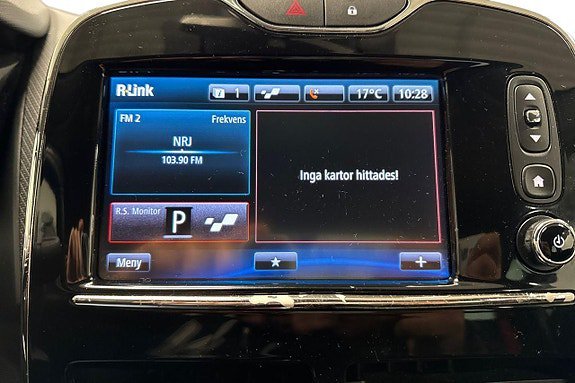 R-Link
1
17°C
10:28
FM 2
Frekvens
NRJ
103.90 FM
Inga kartor hittades!
R.S. Monitor
P
Meny